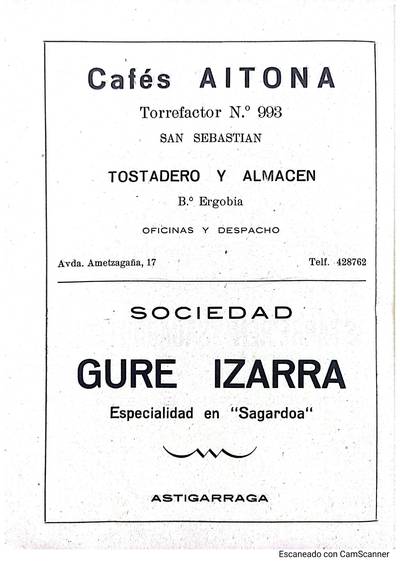 Cafés AITONA
Torrefactor N.º 993
SAN SEBASTIAN
TOSTADERO Y ALMACEN
B.º Ergobia
OFICINAS Y DESPACHO
Avda. Ametzagaña, 17 Telf. 428762
SOCIEDAD
GURE IZARRA
Especialidad en "Sagardoa"
ASTIGARRAGA
Escaneado con CamScanner